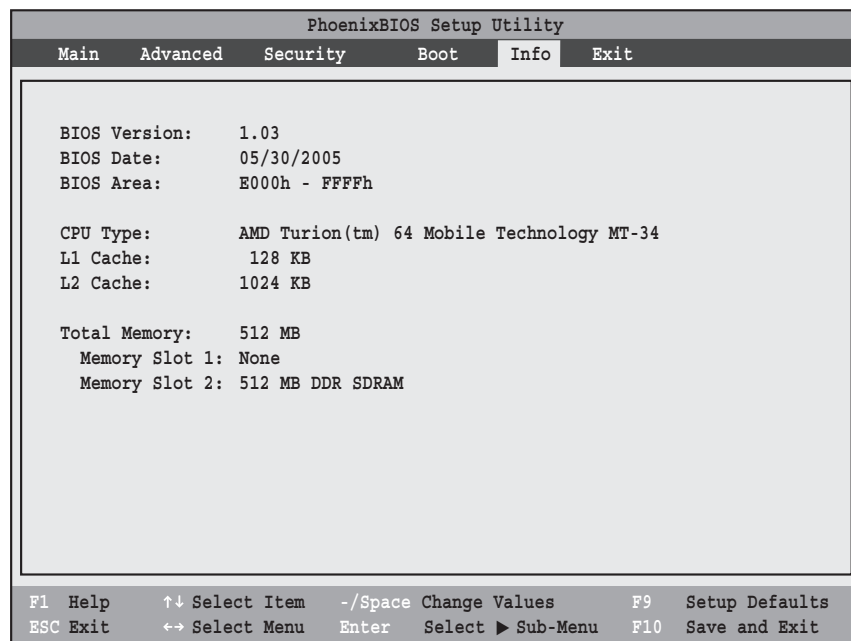 PhoenixBIOS Setup Utility
Main Advanced Security Boot Info Exit
BIOS Version: 1.03
BIOS Date: 05/30/2005
BIOS Area: E000h - FFFFh
CPU Type: AMD Turion(tm) 64 Mobile Technology MT-34
L1 Cache: 128 KB
L2 Cache: 1024 KB
Total Memory: 512 MB
Memory Slot 1: None
Memory Slot 2: 512 MB DDR SDRAM
F1 Help ↑↓ Select Item -/Space Change Values F9 Setup Defaults
ESC Exit ←→ Select Menu Enter Select ▶ Sub-Menu F10 Save and Exit